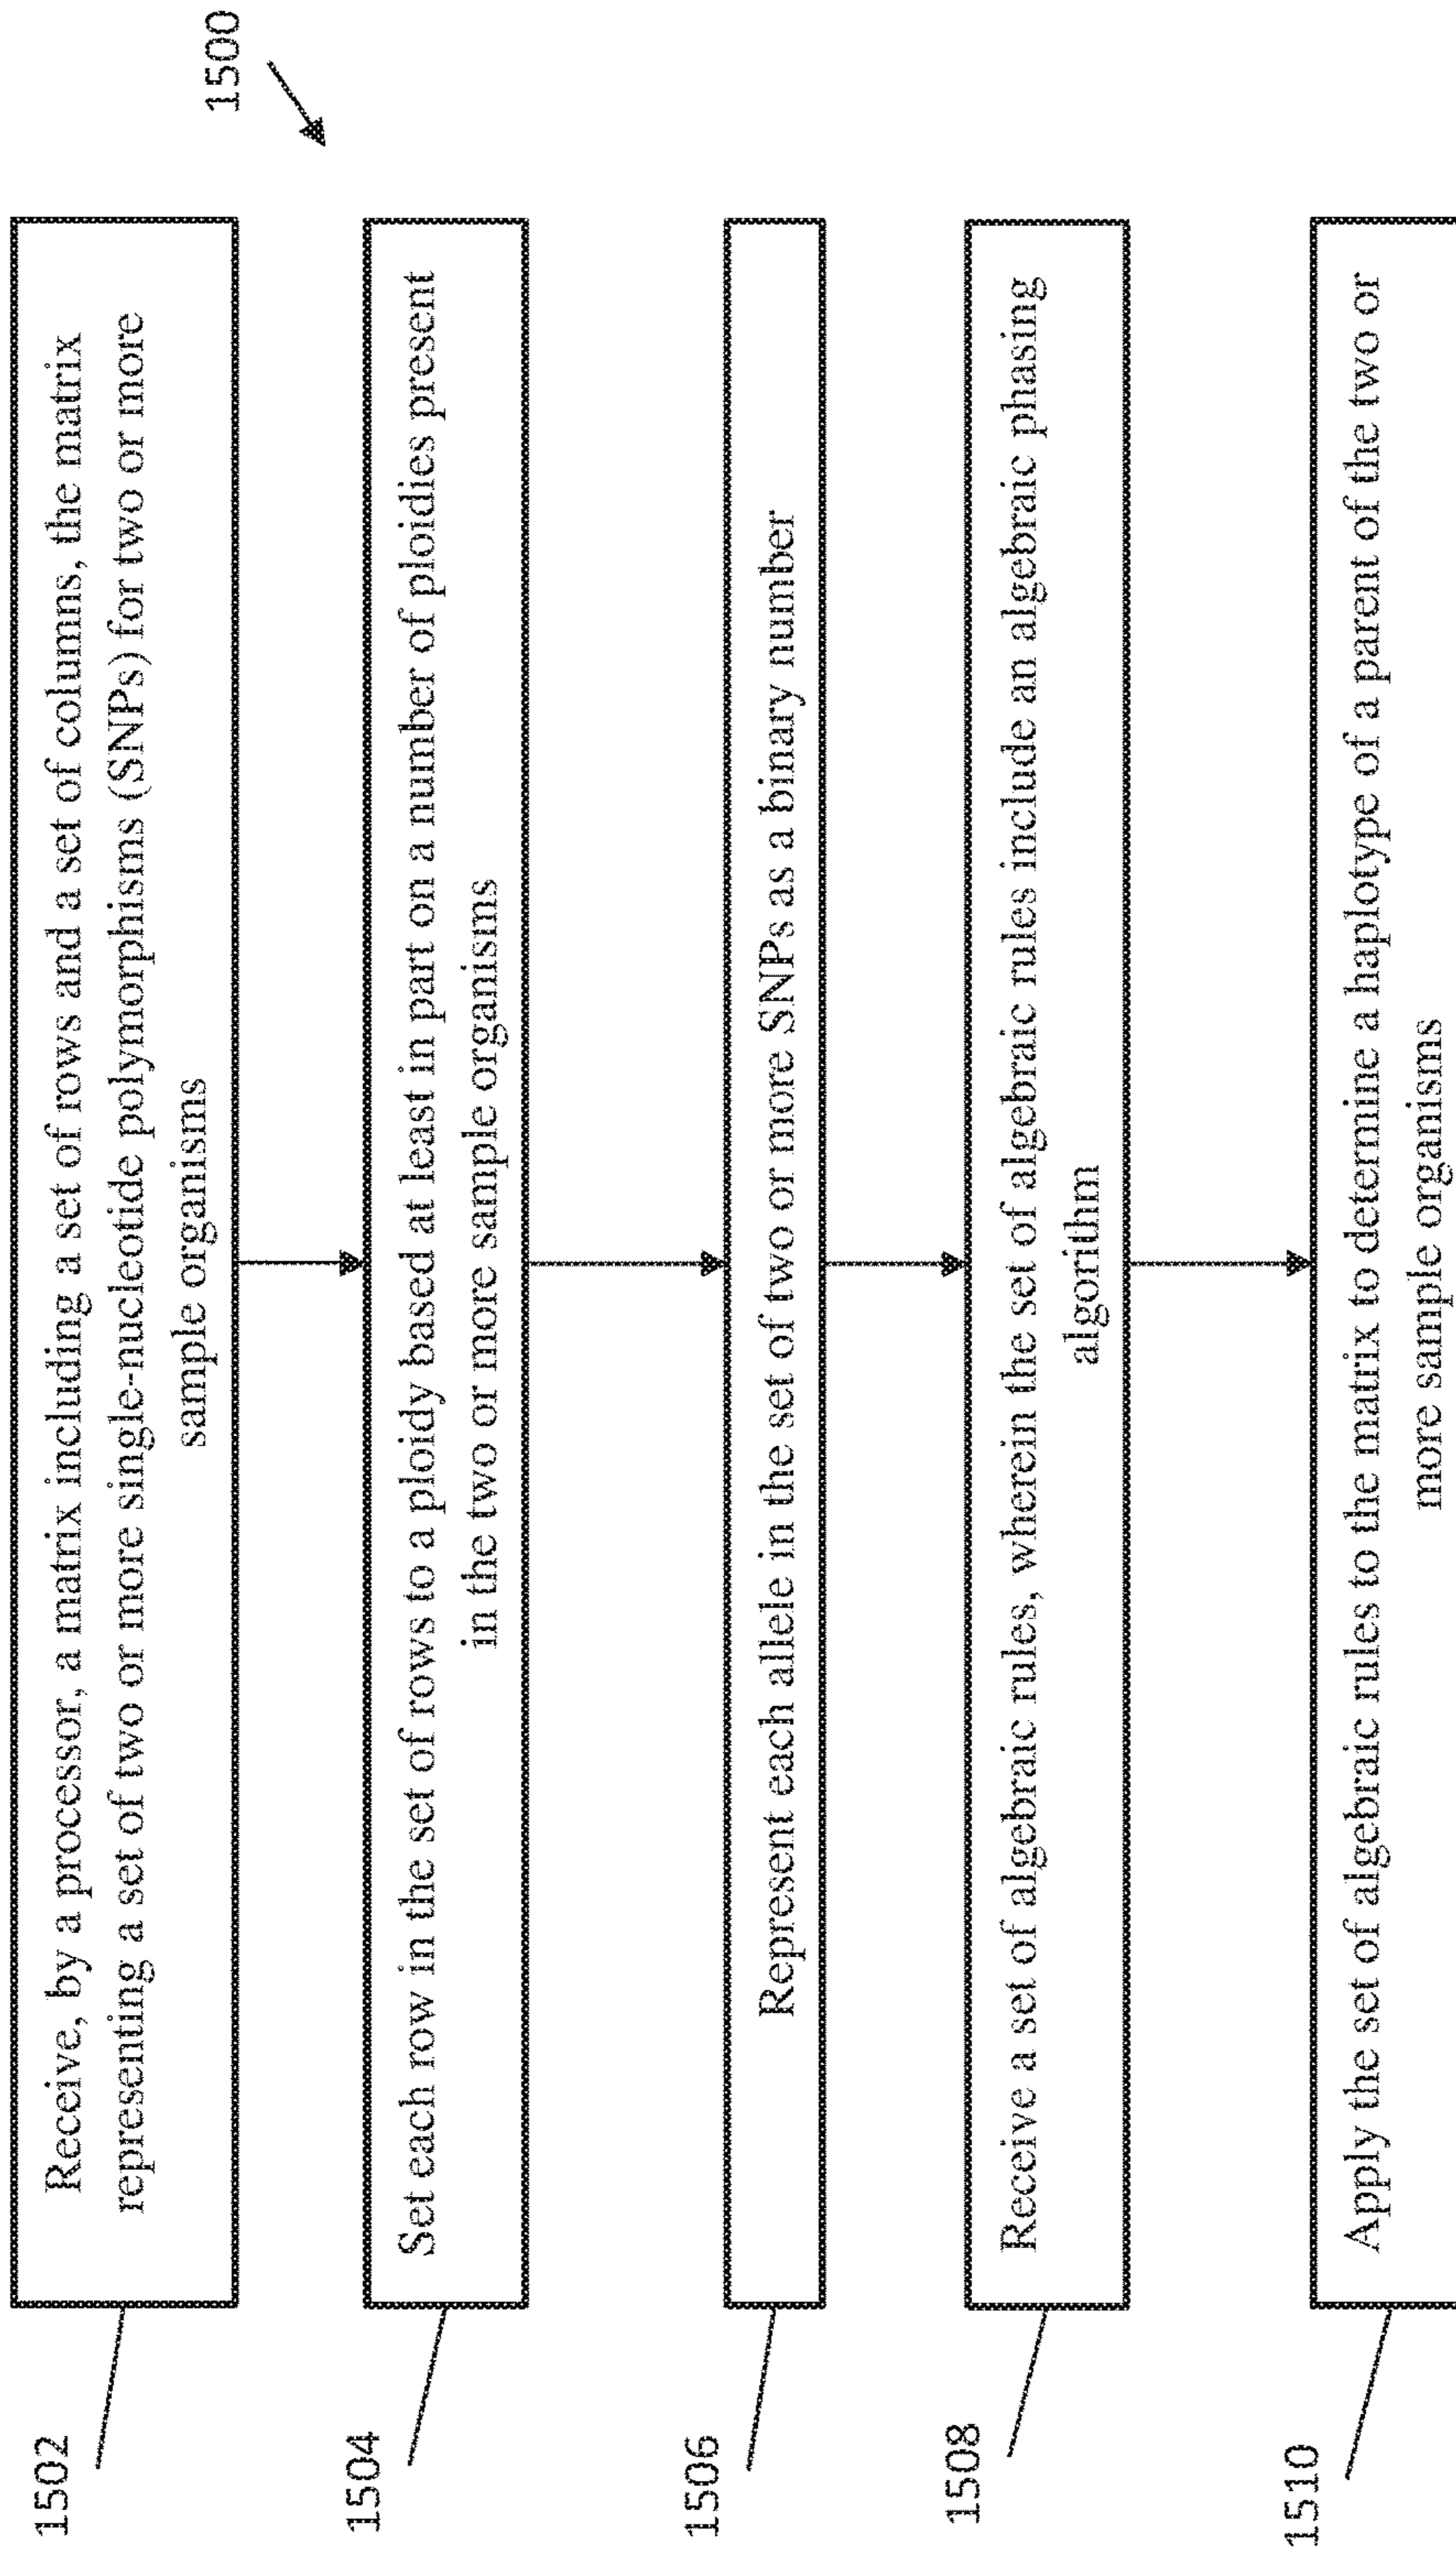 1500
1502
Receive, by a processor, a matrix including a set of rows and a set of columns, the matrix
representing a set of two or more single-nucleotide polymorphisms (SNPs) for two or more
sample organisms
1504
Set each row in the set of rows to a ploidy based at least in part on a number of ploidies present
in the two or more sample organisms
1506
Represent each allele in the set of two or more SNPs as a binary number
1508
Receive a set of algebraic rules, wherein the set of algebraic rules include an algebraic phasing
algorithm
1510
Apply the set of algebraic rules to the matrix to determine a haplotype of a parent of the two or
more sample organisms